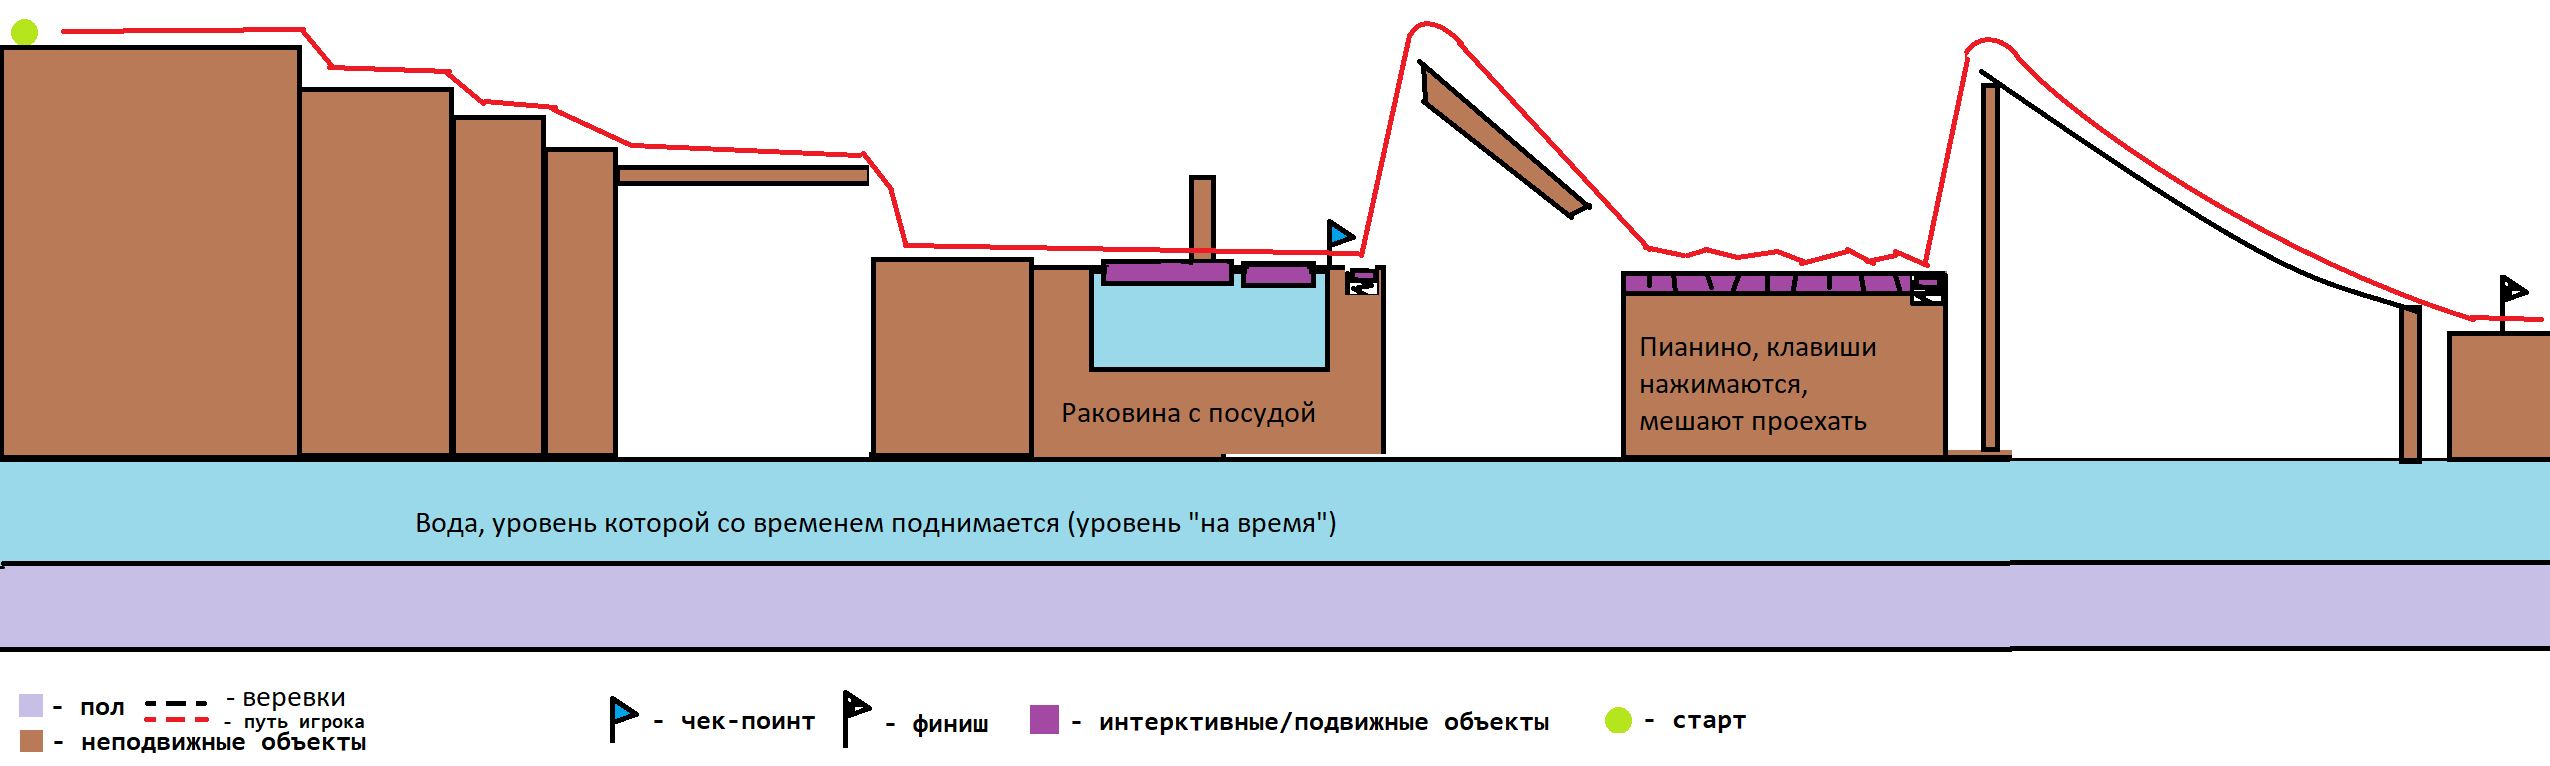 Раковина с посудой
Пианино, клавиши
нажимаются,
мешают проехать
Вода, уровень которой со временем поднимается (уровень "на время")
- пол
- веревки
- путь игрока
- неподвижные объекты
- чек-поинт
- финиш
- интерктивные/подвижные объекты
- старт